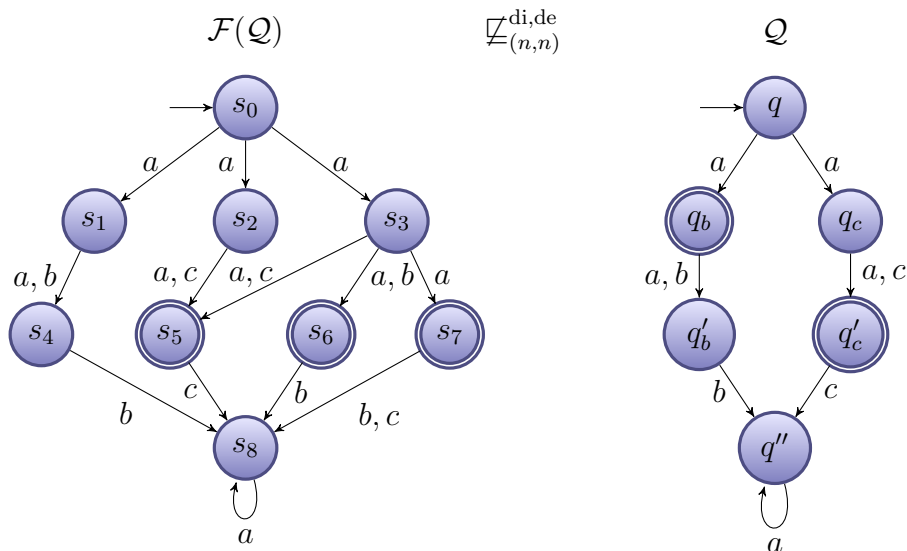 𝓕(𝓠) ⋢^{di,de}_{(n,n)} 𝓠
s₀ q
a a a a a
s₁ s₂ s₃ q_b q_c
a, b a, c a, c a, b a a, b a, c
s₄ s₅ s₆ s₇ q′_b q′_c
b c b b, c b c
s₈ q″
a a